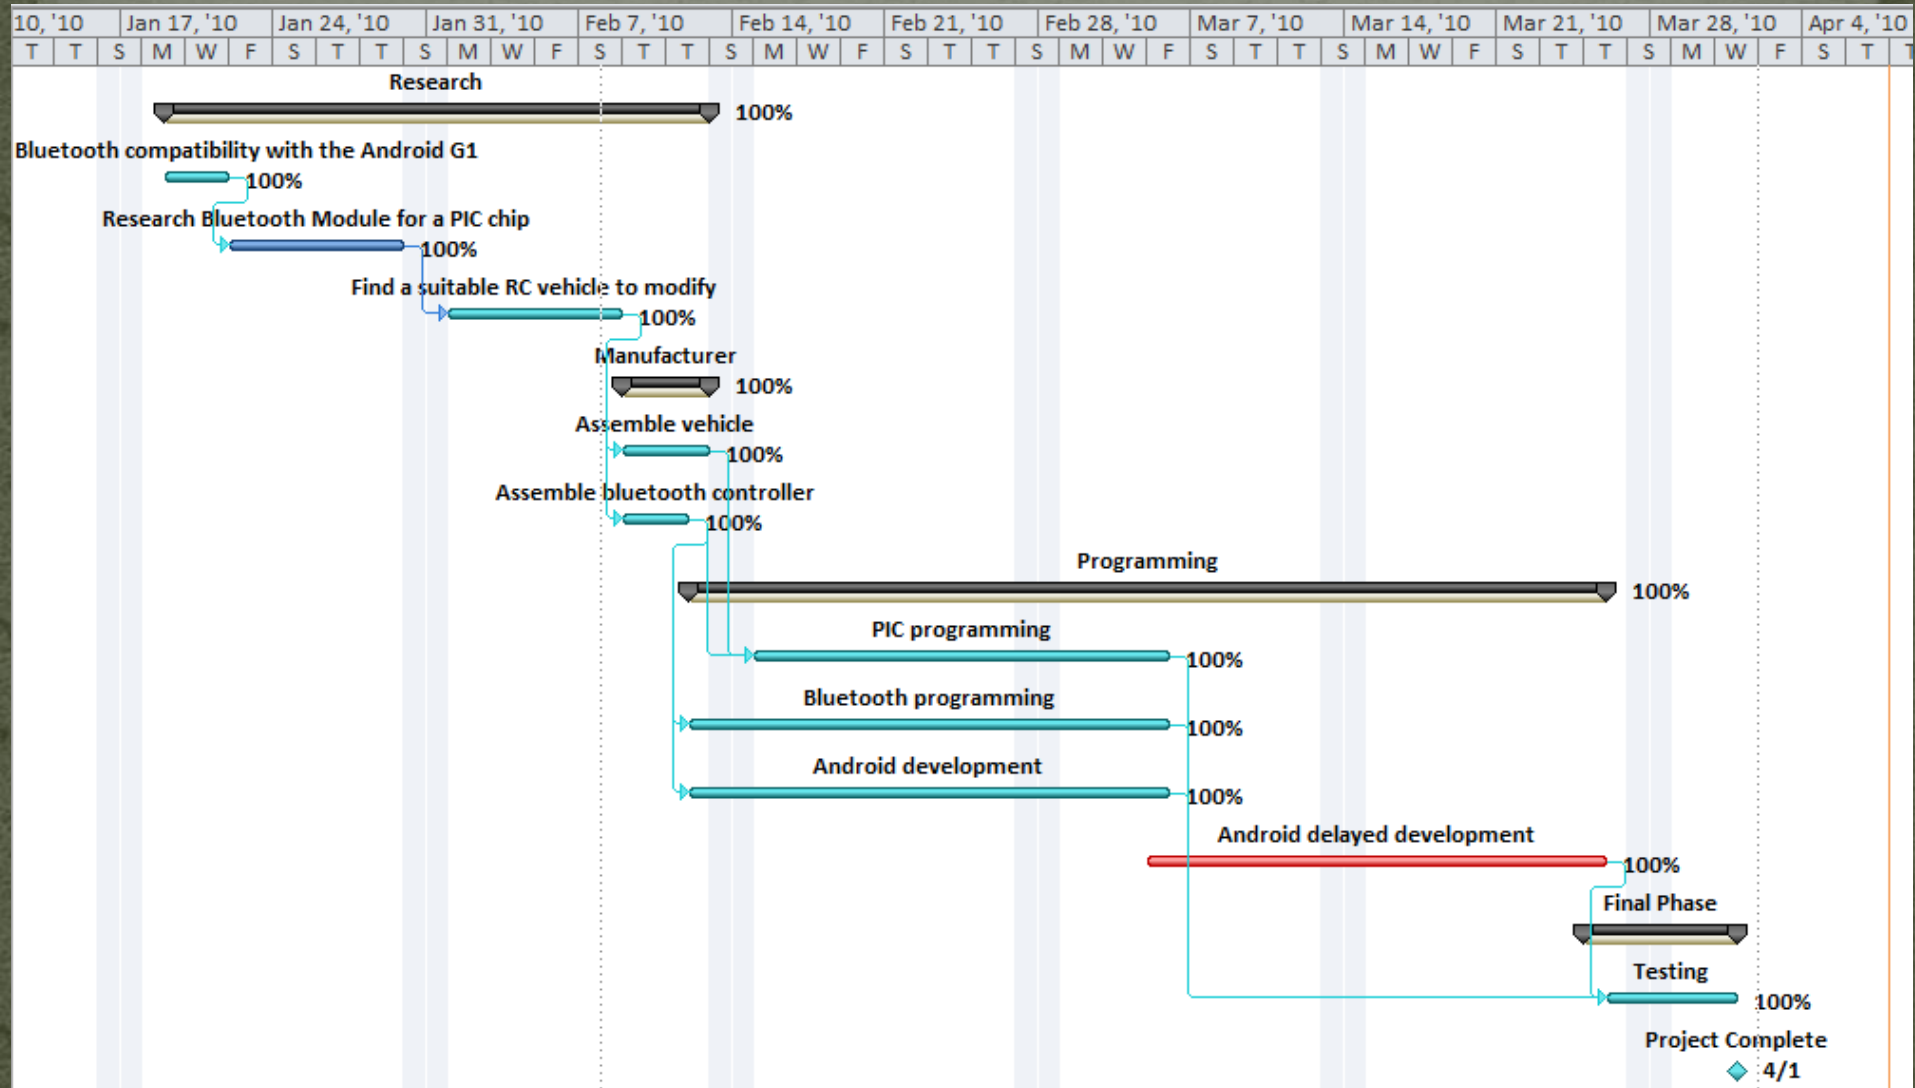 10, '10 Jan 17, '10 Jan 24, '10 Jan 31, '10 Feb 7, '10 Feb 14, '10 Feb 21, '10 Feb 28, '10 Mar 7, '10 Mar 14, '10 Mar 21, '10 Mar 28, '10 Apr 4, '10
T T S M W F S T T S M W F S T T S M W F S T T S M W F S T T S M W F S T T S M W F S T T
Research
100%
Bluetooth compatibility with the Android G1
100%
Research Bluetooth Module for a PIC chip
100%
Find a suitable RC vehicle to modify
100%
Manufacturer
100%
Assemble vehicle
100%
Assemble bluetooth controller
100%
Programming
100%
PIC programming
100%
Bluetooth programming
100%
Android development
100%
Android delayed development
100%
Final Phase
Testing
100%
Project Complete
4/1